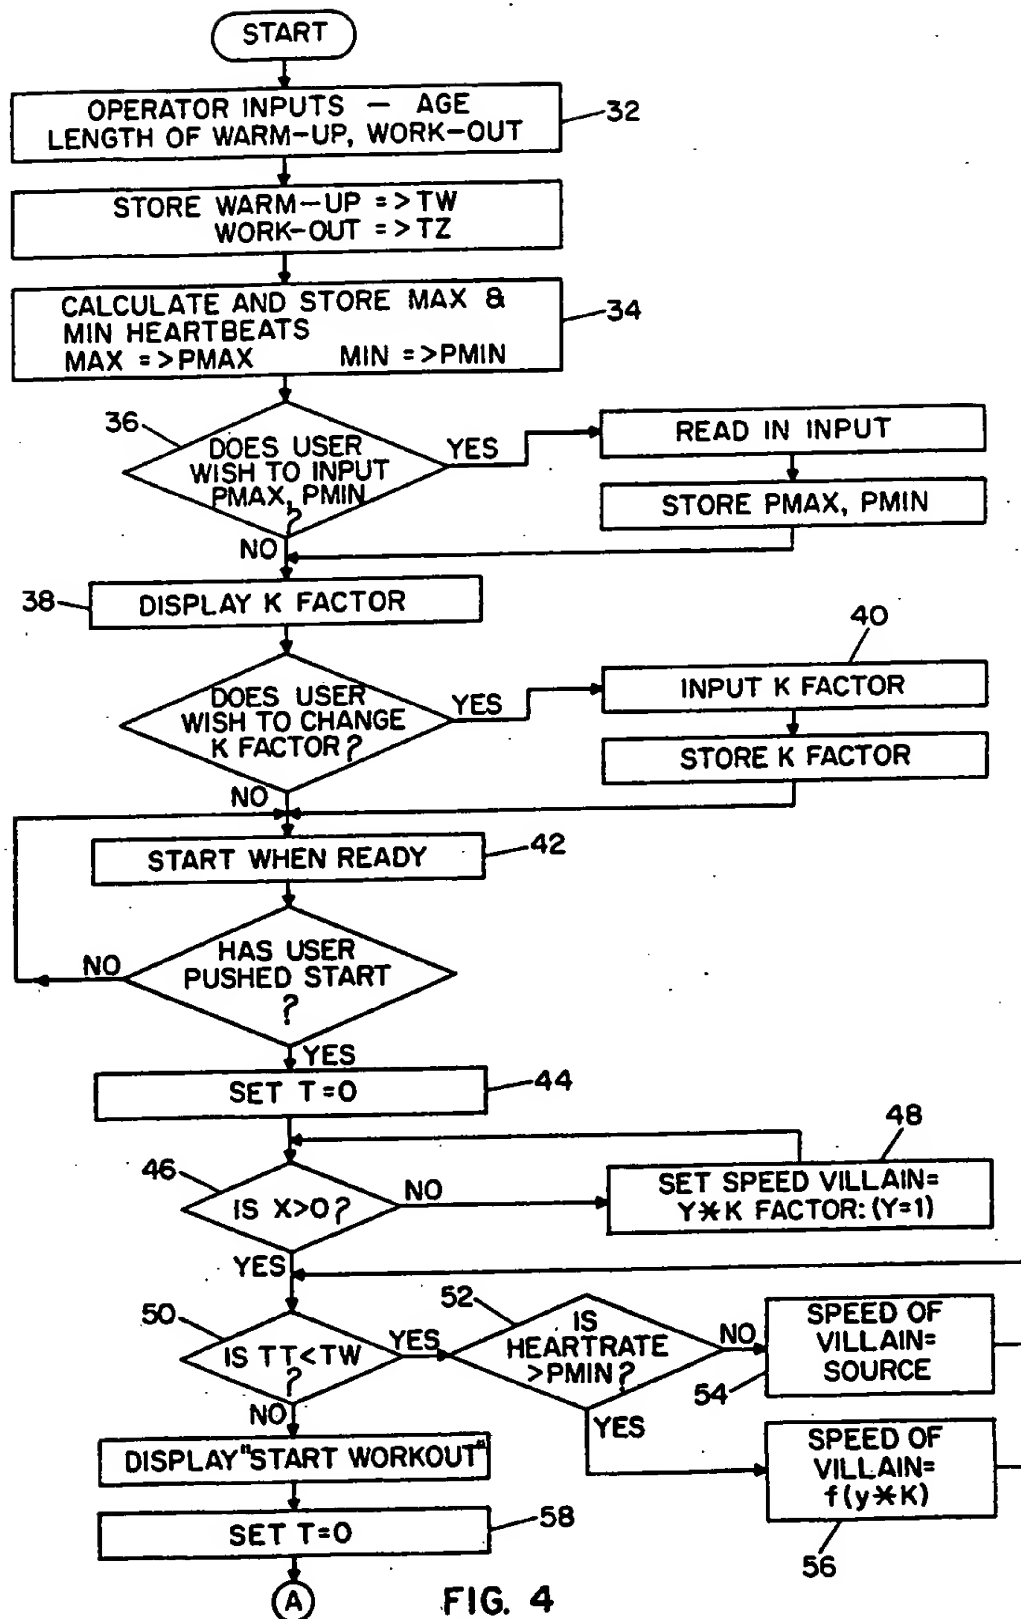 START
OPERATOR INPUTS — AGE
LENGTH OF WARM-UP, WORK-OUT
32
STORE WARM-UP =>TW
WORK-OUT =>TZ
CALCULATE AND STORE MAX &
MIN HEARTBEATS
MAX =>PMAX MIN =>PMIN
34
36
DOES USER
WISH TO INPUT
PMAX, PMIN
?
YES
READ IN INPUT
STORE PMAX, PMIN
NO
38
DISPLAY K FACTOR
40
DOES USER
WISH TO CHANGE
K FACTOR?
YES
INPUT K FACTOR
STORE K FACTOR
NO
START WHEN READY
42
HAS USER
PUSHED START
?
NO
YES
SET T=0
44
46
IS X>0?
NO
48
SET SPEED VILLAIN=
Y*K FACTOR:(Y=1)
YES
50
IS TT<TW
?
YES
52
IS
HEARTRATE
>PMIN?
NO
54
SPEED OF
VILLAIN=
SOURCE
YES
SPEED OF
VILLAIN=
f(y*K)
56
NO
DISPLAY"START WORKOUT"
SET T=0
58
A
FIG. 4